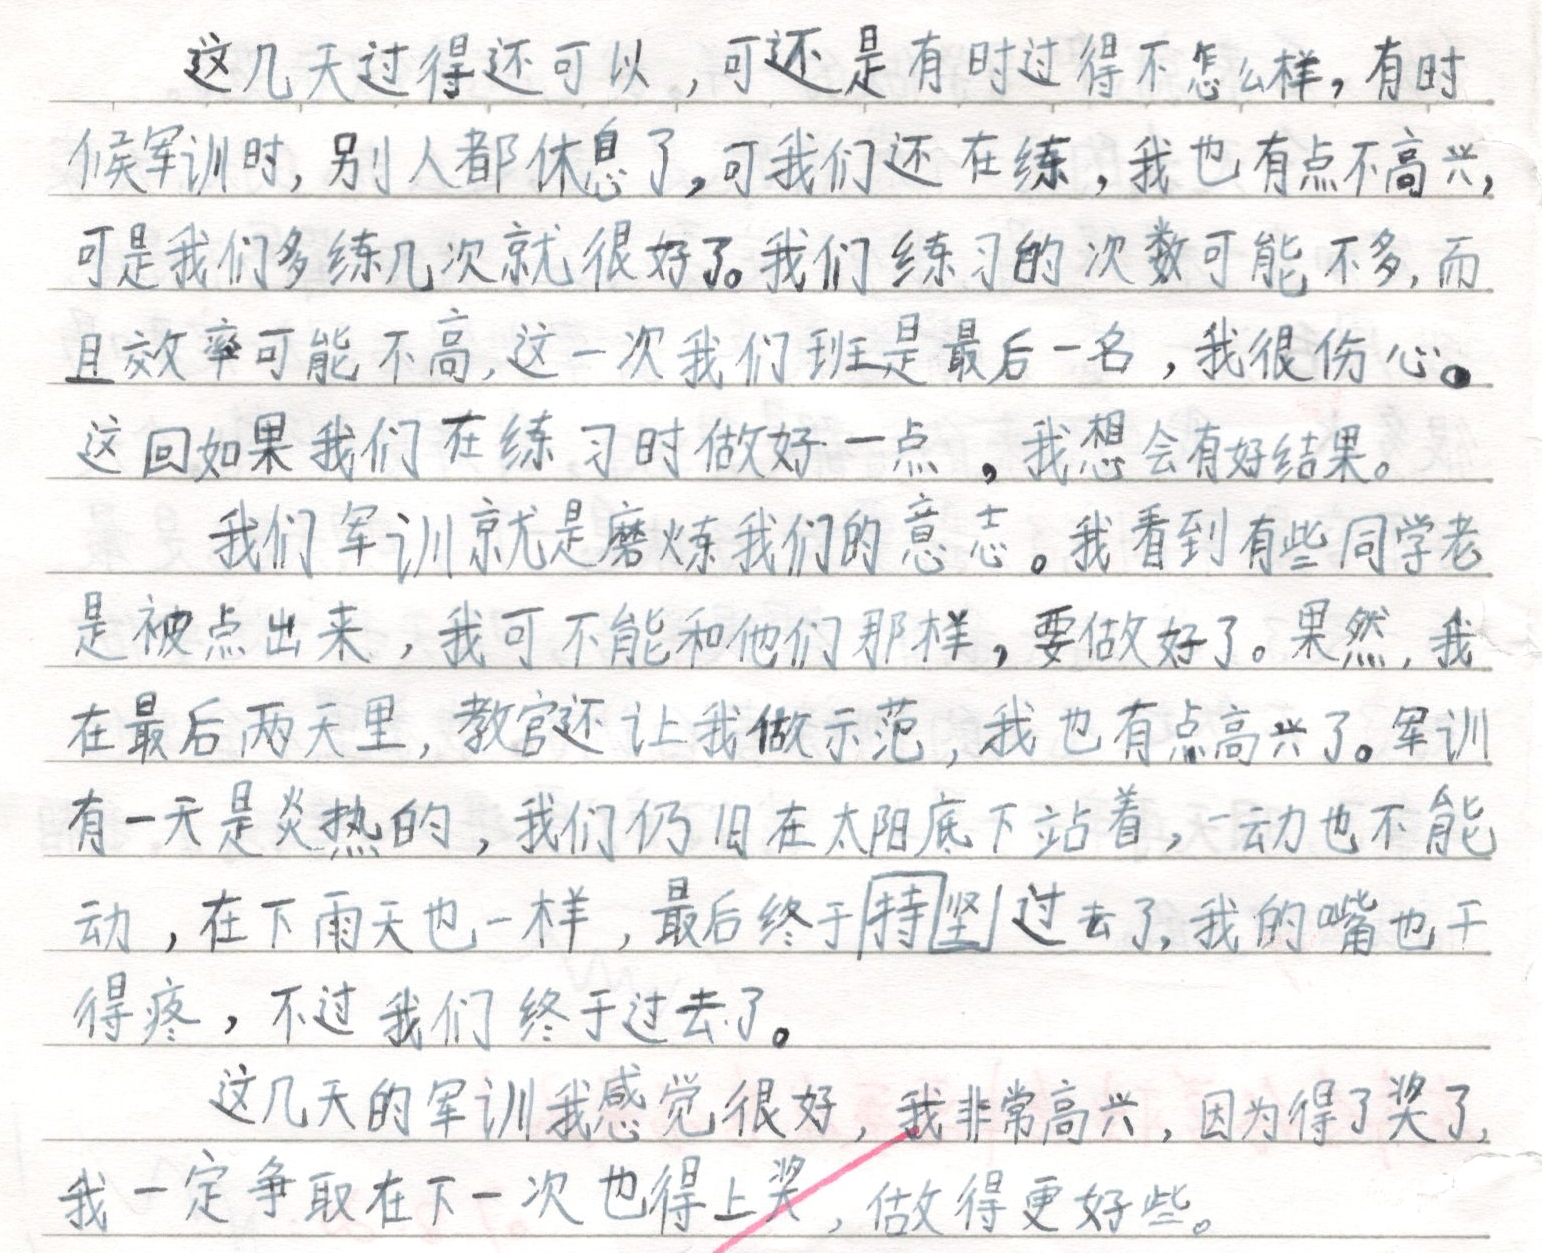 这几天过得还可以,可还是有时过得不怎么样,有时
候军训时,别人都休息了,可我们还在练,我也有点不高兴,
可是我们多练几次就很好了。我们练习的次数可能不多,而
且效率可能不高,这一次我们班是最后一名,我很伤心。
这回如果我们在练习时做好一点,我想会有好结果。
我们军训就是磨炼我们的意志。我看到有些同学老
是被点出来,我可不能和他们那样,要做好了。果然,我
在最后两天里,教官还让我做示范,我也有点高兴了。军训
有一天是炎热的,我们仍旧在太阳底下站着,一动也不能
动,在下雨天也一样,最后终于持坚过去了,我的嘴也干
得疼,不过我们终于过去了。
这几天的军训我感觉很好,我非常高兴,因为得了奖了,
我一定争取在下一次也得上奖,做得更好些。